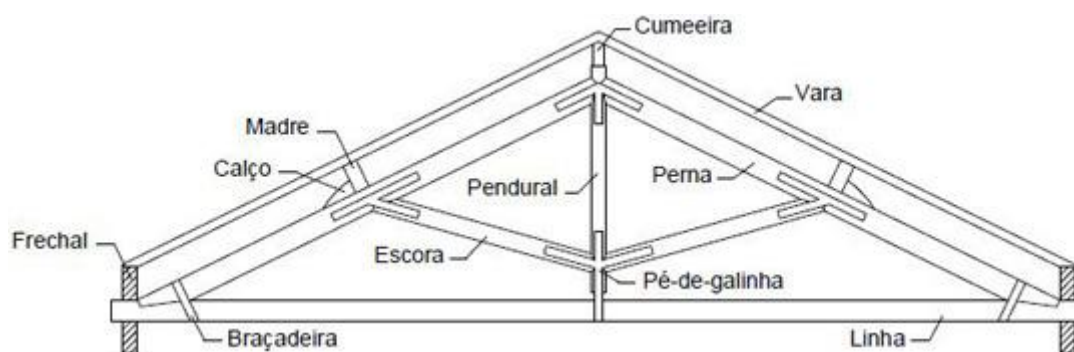 Cumeeira
Vara
Madre
Calço
Pendural
Perna
Frechal
Escora
Pé-de-galinha
Braçadeira
Linha